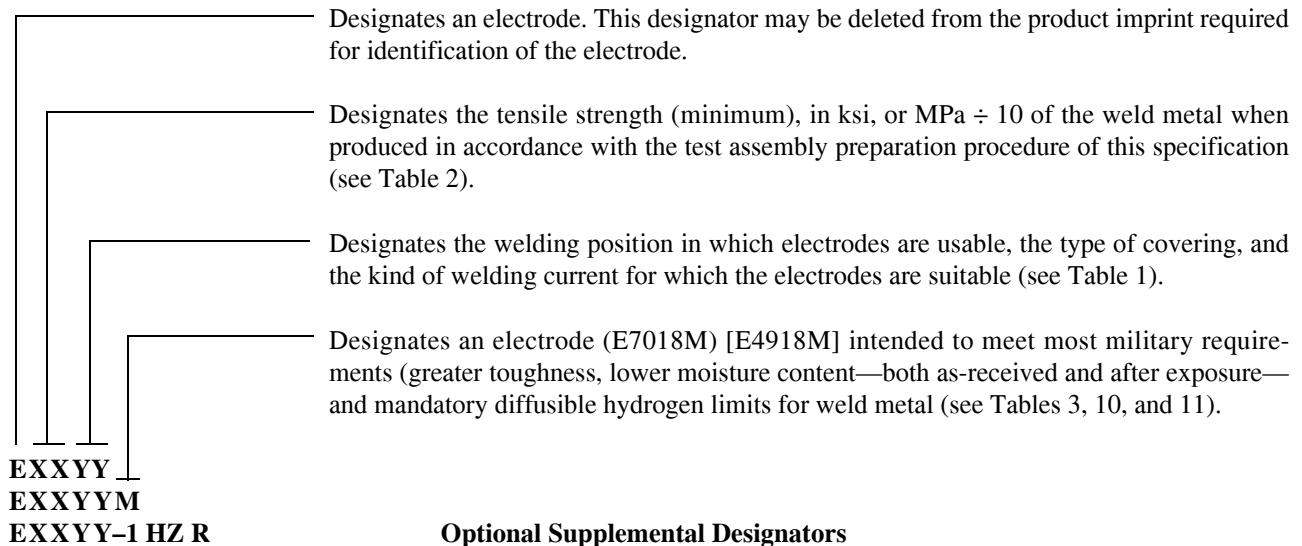 Designates an electrode. This designator may be deleted from the product imprint required
for identification of the electrode.
Designates the tensile strength (minimum), in ksi, or MPa ÷ 10 of the weld metal when
produced in accordance with the test assembly preparation procedure of this specification
(see Table 2).
Designates the welding position in which electrodes are usable, the type of covering, and
the kind of welding current for which the electrodes are suitable (see Table 1).
Designates an electrode (E7018M) [E4918M] intended to meet most military require-
ments (greater toughness, lower moisture content—both as-received and after exposure—
and mandatory diffusible hydrogen limits for weld metal (see Tables 3, 10, and 11).
EXXYY
EXXYYM
EXXYY–1 HZ R Optional Supplemental Designators